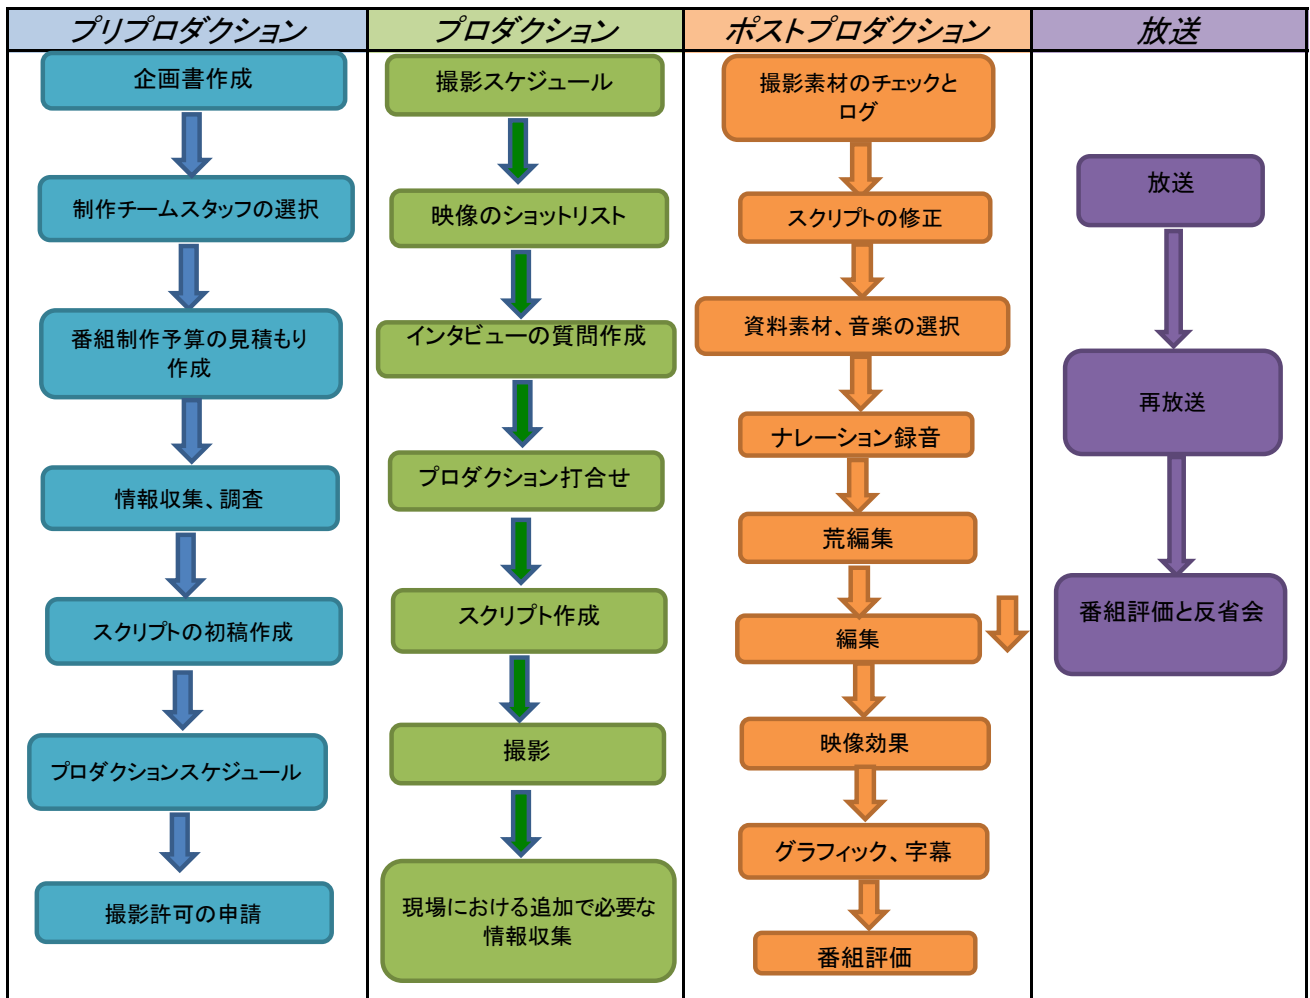 プリプロダクション
企画書作成
制作チームスタッフの選択
番組制作予算の見積もり
作成
情報収集、調査
スクリプトの初稿作成
プロダクションスケジュール
撮影許可の申請
プロダクション
撮影スケジュール
映像のショットリスト
インタビューの質問作成
プロダクション打合せ
スクリプト作成
撮影
現場における追加で必要な
情報収集
ポストプロダクション
撮影素材のチェックと
ログ
スクリプトの修正
資料素材、音楽の選択
ナレーション録音
荒編集
編集
映像効果
グラフィック、字幕
番組評価
放送
放送
再放送
番組評価と反省会